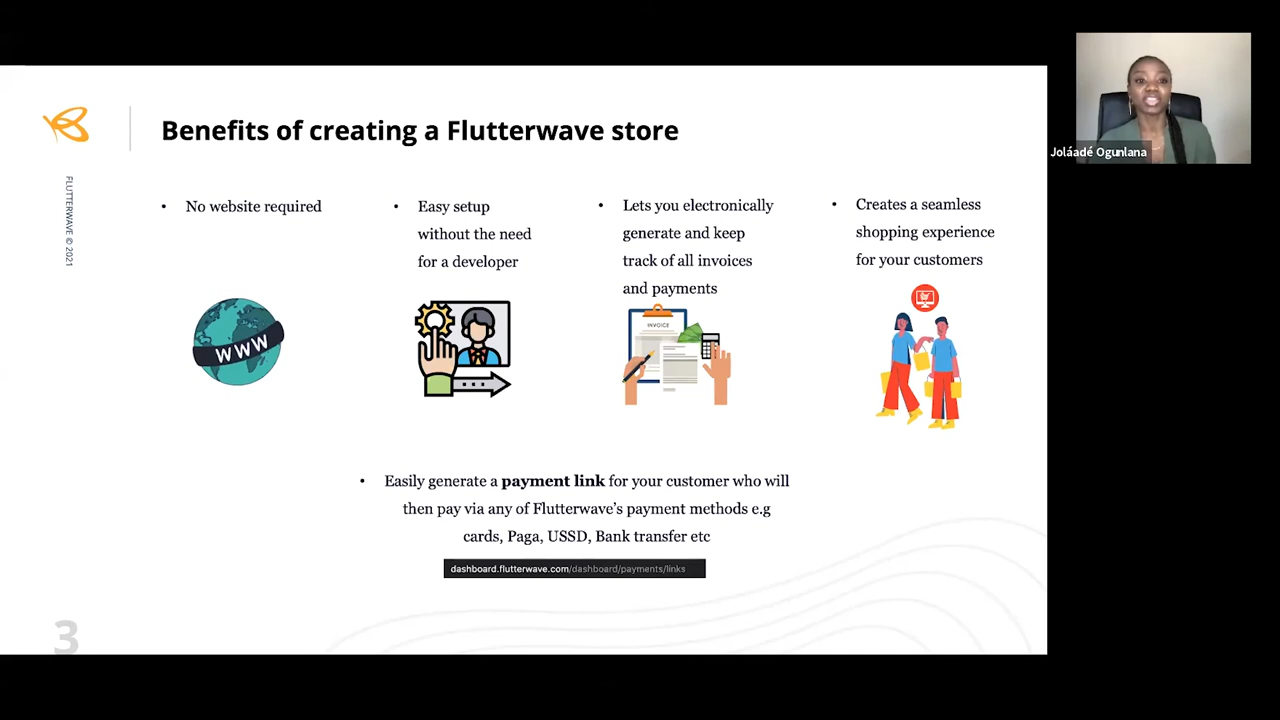 Benefits of creating a Flutterwave store
FLUTTERWAVE © 2021
• No website required
• Easy setup
without the need
for a developer
• Lets you electronically
generate and keep
track of all invoices
and payments
• Creates a seamless
shopping experience
for your customers
WWW
INVOICE
• Easily generate a payment link for your customer who will
then pay via any of Flutterwave's payment methods e.g
cards, Paga, USSD, Bank transfer etc
dashboard.flutterwave.com/dashboard/payments/links
3
Joláadé Ogunlana